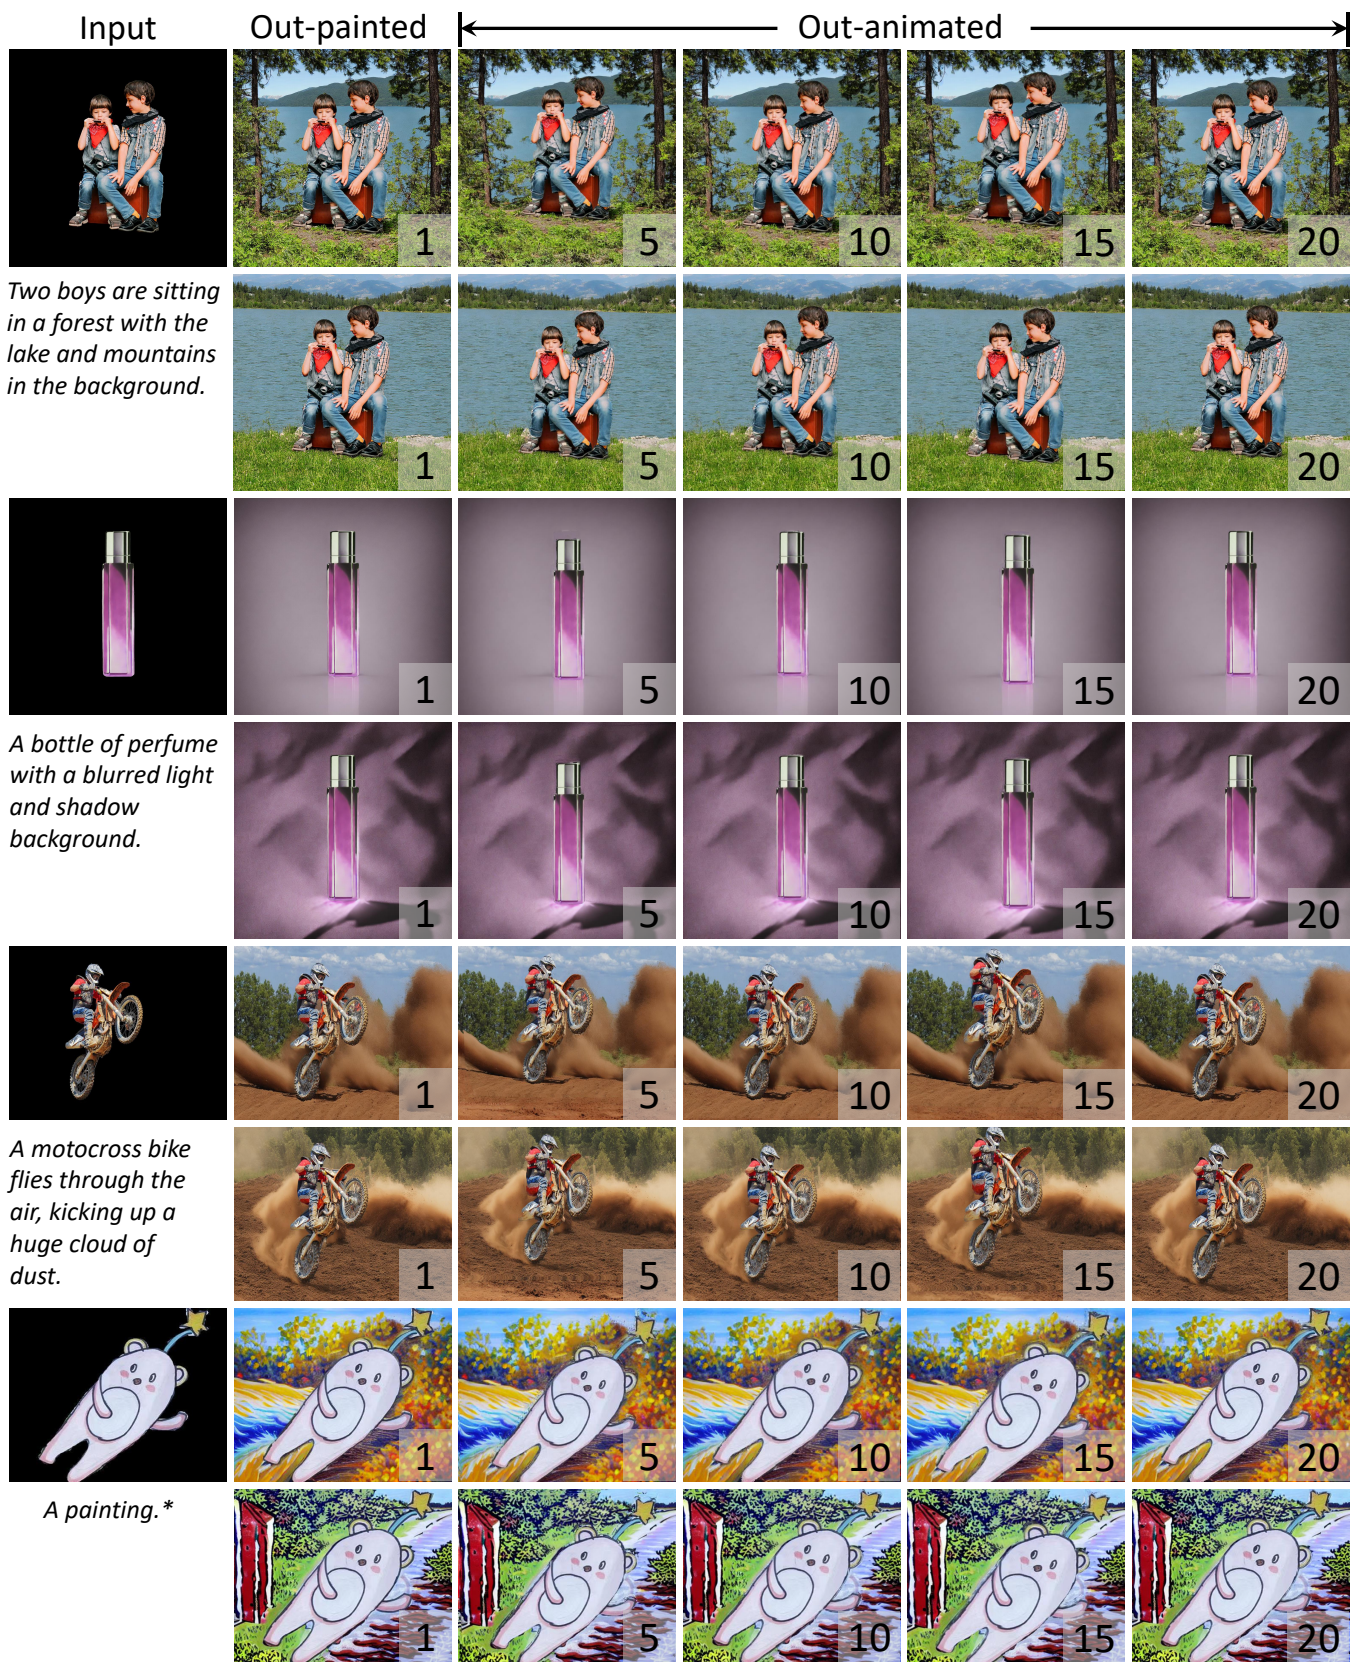 Input Out-painted Out-animated
1 5 10 15 20
Two boys are sitting
in a forest with the
lake and mountains
in the background.
1 5 10 15 20
1 5 10 15 20
A bottle of perfume
with a blurred light
and shadow
background.
1 5 10 15 20
1 5 10 15 20
A motocross bike
flies through the
air, kicking up a
huge cloud of
dust.
1 5 10 15 20
1 5 10 15 20
A painting.*
1 5 10 15 20